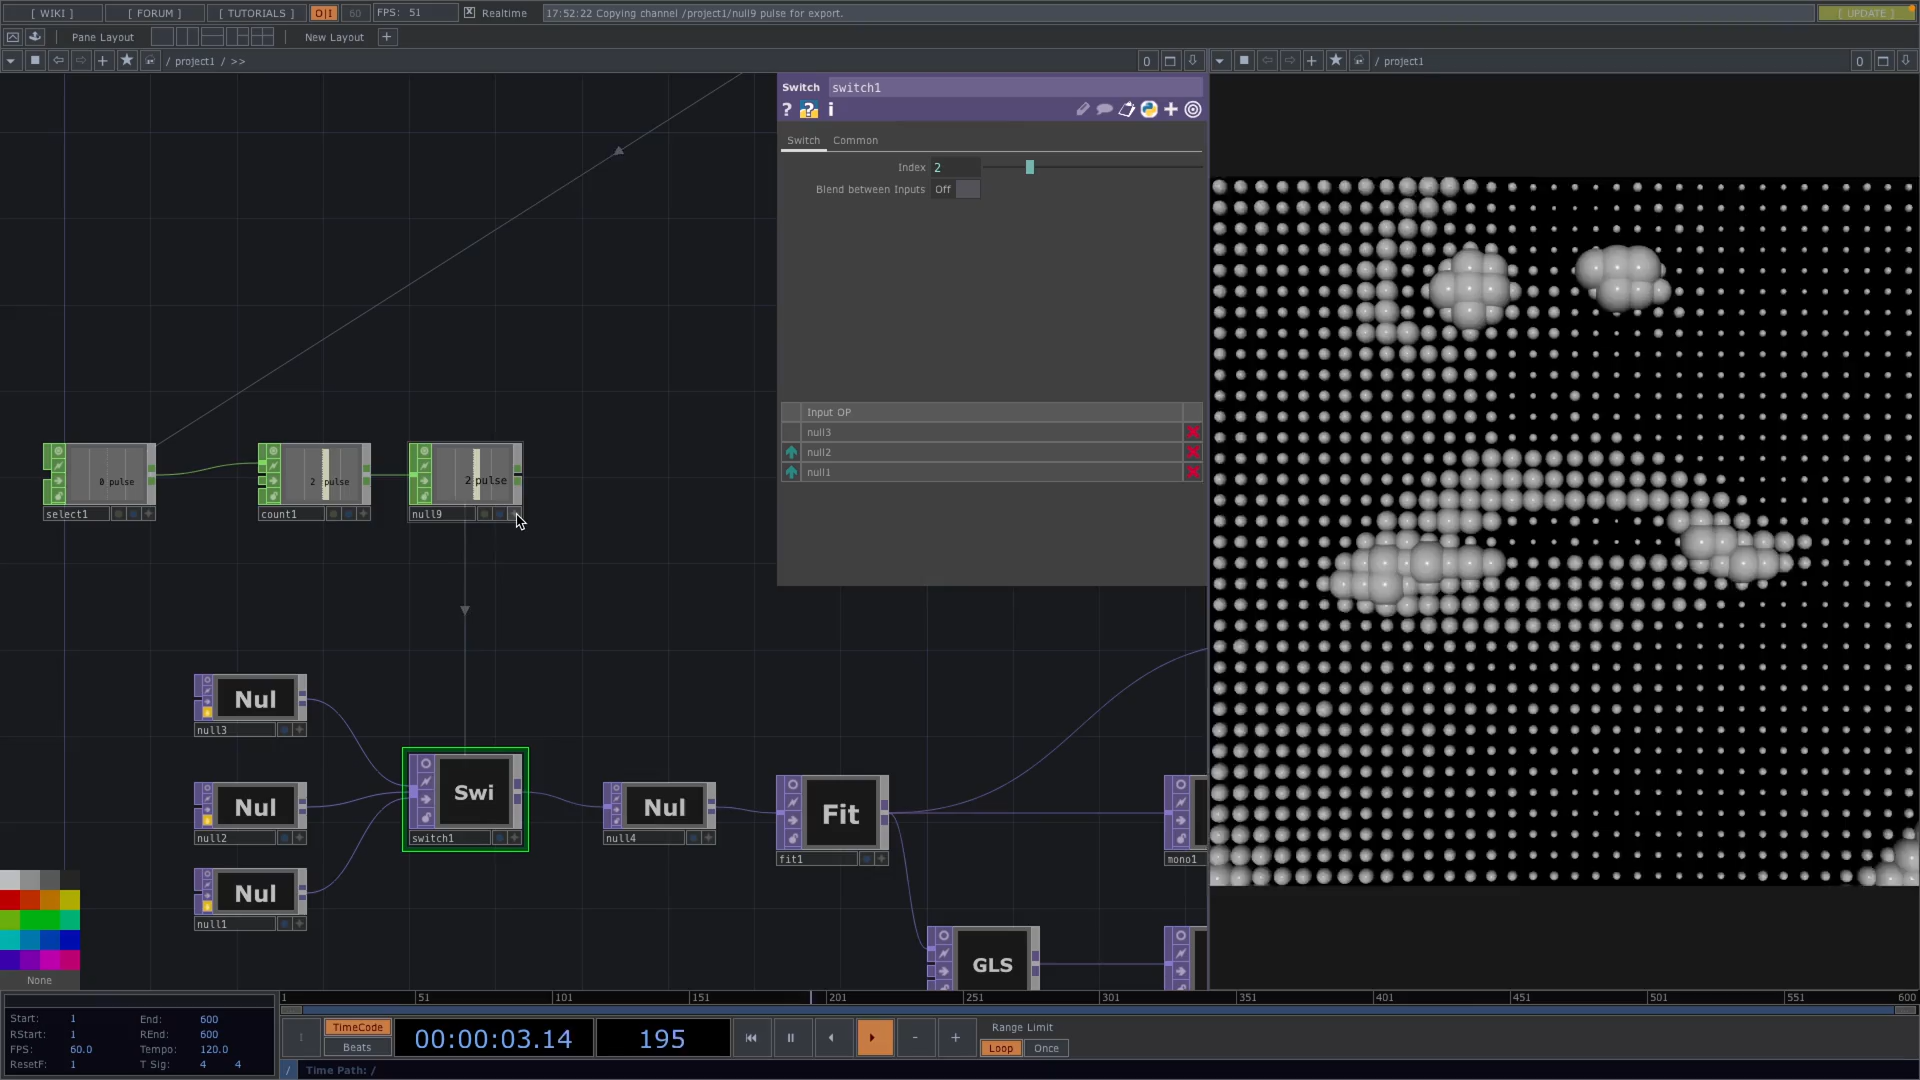 [ WIKI ] [ FORUM ] [ TUTORIALS ] O|I 60 FPS: 51 Realtime 17:52:22 Copying channel /project1/null9 pulse for export. [ UPDATE ]
Pane Layout New Layout +
/ project1 / >> 0 / project1 0
Switch switch1
? ? i
Switch Common
Index 2
Blend between Inputs Off
Input OP
null3
null2
null1
0 pulse 2 pulse 2 pulse
select1 count1 null9
Nul
null3
Nul
null2
Swi
switch1
Nul
null4
Fit
fit1
mono1
Nul
null1
GLS
None
1 51 101 151 201 251 301 351 401 451 501 551 600
Start: 1 End: 600
RStart: 1 REnd: 600
FPS: 60.0 Tempo: 120.0
ResetF: 1 T Sig: 4 4
TimeCode
Beats
00:00:03.14 195
- +
Range Limit
Loop Once
/ Time Path: /